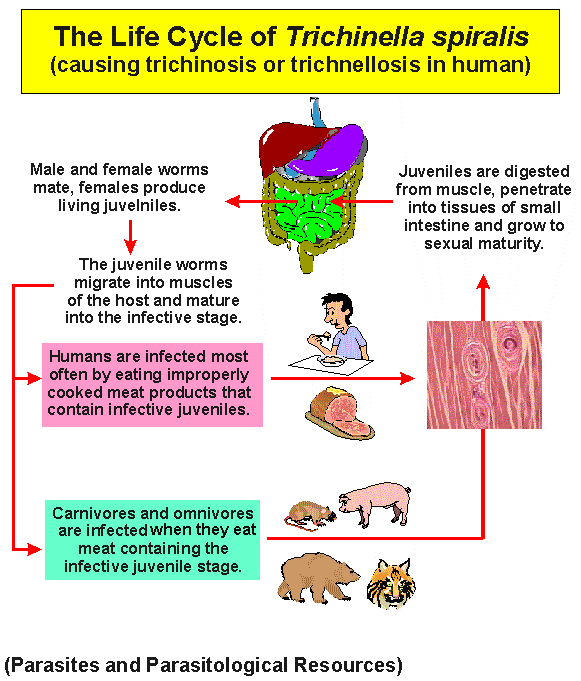 The Life Cycle of Trichinella spiralis
(causing trichinosis or trichnellosis in human)
Male and female worms
mate, females produce
living juvelniles.
Juveniles are digested
from muscle, penetrate
into tissues of small
intestine and grow to
sexual maturity.
The juvenile worms
migrate into muscles
of the host and mature
into the infective stage.
Humans are infected most
often by eating improperly
cooked meat products that
contain infective juveniles.
Carnivores and omnivores
are infected when they eat
meat containing the
infective juvenile stage.
(Parasites and Parasitological Resources)